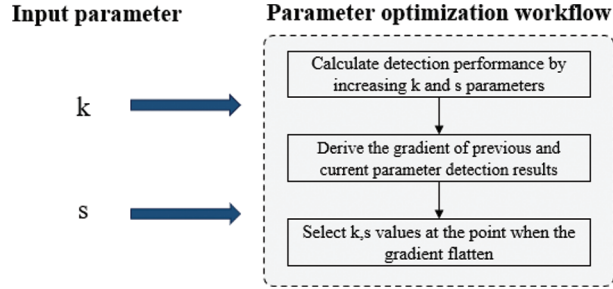 Input parameter
Parameter optimization workflow
k
s
Calculate detection performance by
increasing k and s parameters
Derive the gradient of previous and
current parameter detection results
Select k,s values at the point when the
gradient flatten